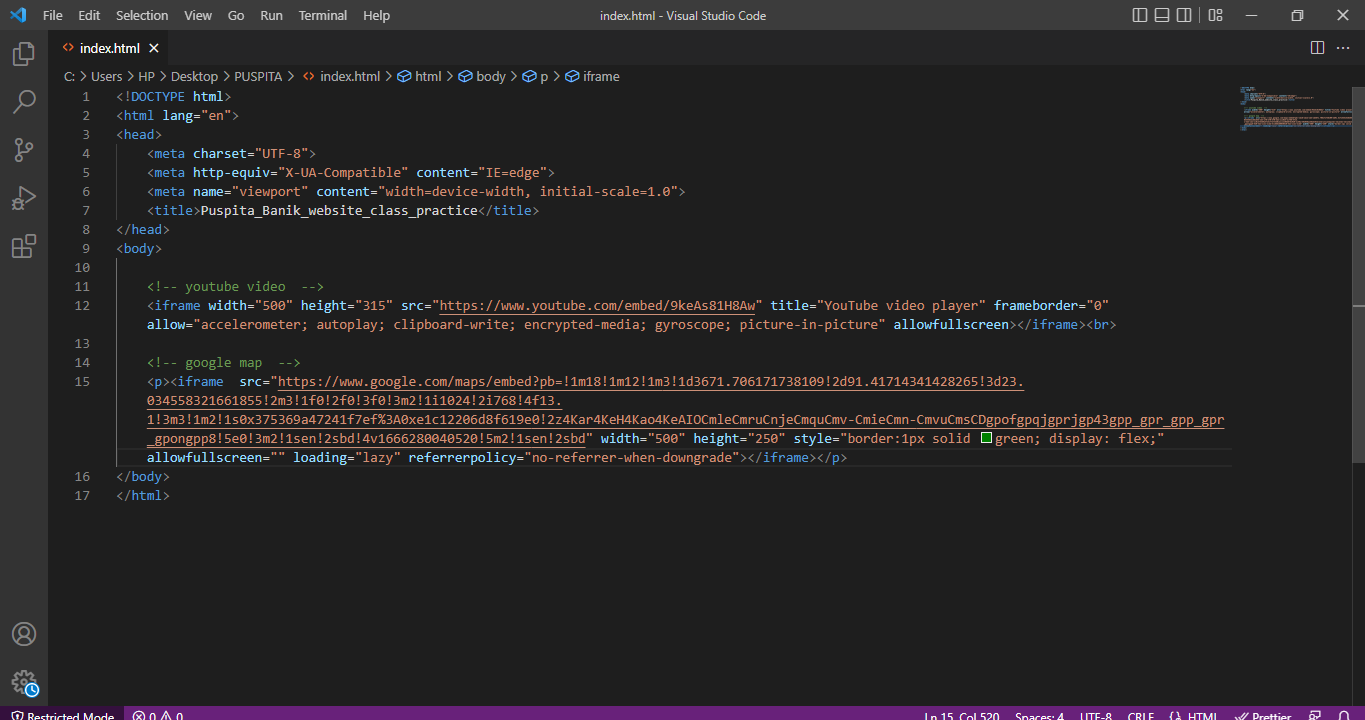 File Edit Selection View Go Run Terminal Help index.html - Visual Studio Code
index.html
C: > Users > HP > Desktop > PUSPITA > index.html > html > body > p > iframe
1 <!DOCTYPE html>
2 <html lang="en">
3 <head>
4 <meta charset="UTF-8">
5 <meta http-equiv="X-UA-Compatible" content="IE=edge">
6 <meta name="viewport" content="width=device-width, initial-scale=1.0">
7 <title>Puspita_Banik_website_class_practice</title>
8 </head>
9 <body>
10
11 <!-- youtube video  -->
12 <iframe width="500" height="315" src="https://www.youtube.com/embed/9keAs81H8Aw" title="YouTube video player" frameborder="0"
allow="accelerometer; autoplay; clipboard-write; encrypted-media; gyroscope; picture-in-picture" allowfullscreen></iframe><br>
13
14 <!-- google map  -->
15 <p><iframe  src="https://www.google.com/maps/embed?pb=!1m18!1m12!1m3!1d3671.706171738109!2d91.41714341428265!3d23.
034558321661855!2m3!1f0!2f0!3f0!3m2!1i1024!2i768!4f13.
1!3m3!1m2!1s0x375369a47241f7ef%3A0xe1c12206d8f619e0!2z4Kar4KeH4Kao4KeAIOCmleCmruCnjeCmquCmv-CmieCmn-CmvuCmsCDgpofgpqjgprjgp43gpp_gpr_gpp_gpr
_gpongpp8!5e0!3m2!1sen!2sbd!4v1666280040520!5m2!1sen!2sbd" width="500" height="250" style="border:1px solid green; display: flex;"
allowfullscreen="" loading="lazy" referrerpolicy="no-referrer-when-downgrade"></iframe></p>
16 </body>
17 </html>
Restricted Mode 0 0 Ln 15, Col 520 Spaces: 4 UTF-8 CRLF {} HTML Prettier